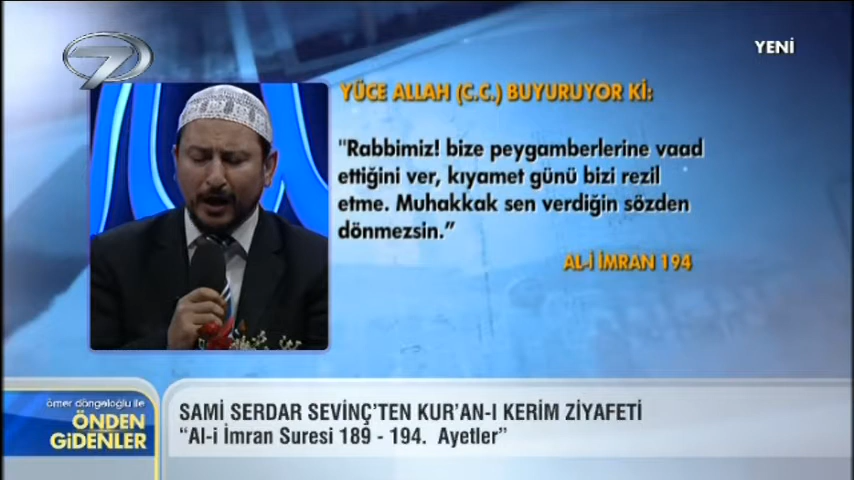 7
YENİ
YÜCE ALLAH (C.C.) BUYURUYOR Kİ:
"Rabbimiz! bize peygamberlerine vaad
ettiğini ver, kıyamet günü bizi rezil
etme. Muhakkak sen verdiğin sözden
dönmezsin.”
AL-İ İMRAN 194
ömer döngeloğlu ile
ÖNDEN
GİDENLER
SAMİ SERDAR SEVİNÇ’TEN KUR’AN-I KERİM ZİYAFETİ
“Al-i İmran Suresi 189 - 194. Ayetler”